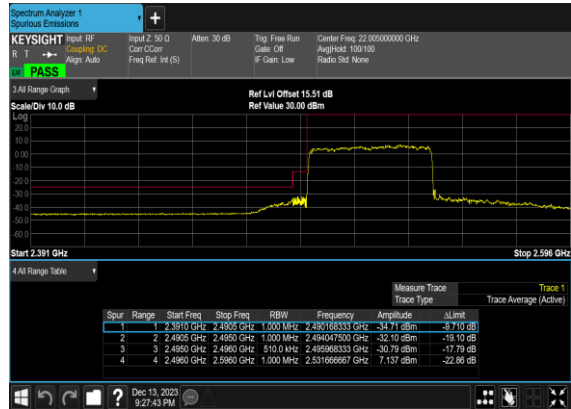 Spectrum Analyzer 1
Spurious Emissions
KEYSIGHT Input: RF Input Z: 50 Ω Atten: 30 dB Trig: Free Run Center Freq: 22.005000000 GHz
R T Coupling: DC Corr CCorr Gate: Off Avg|Hold: 100/100
Align: Auto Freq Ref: Int (S) IF Gain: Low Radio Std: None
PASS
3 All Range Graph Ref Lvl Offset 15.51 dB
Scale/Div 10.0 dB Ref Value 30.00 dBm
Log
20.0
10.0
0.00
-10.0
-20.0
-30.0
-40.0
-50.0
-60.0
Start 2.391 GHz Stop 2.596 GHz
4 All Range Table
Measure Trace Trace 1
Trace Type Trace Average (Active)
Spur Range Start Freq Stop Freq RBW Frequency Amplitude ΔLimit
1 1 2.3910 GHz 2.4905 GHz 1.000 MHz 2.490168333 GHz -34.71 dBm -9.710 dB
2 2 2.4905 GHz 2.4950 GHz 1.000 MHz 2.494047500 GHz -32.10 dBm -19.10 dB
3 3 2.4950 GHz 2.4960 GHz 510.0 kHz 2.495968333 GHz -30.79 dBm -17.79 dB
4 4 2.4960 GHz 2.5960 GHz 1.000 MHz 2.531666667 GHz 7.137 dBm -22.86 dB
Dec 13, 2023
9:27:43 PM